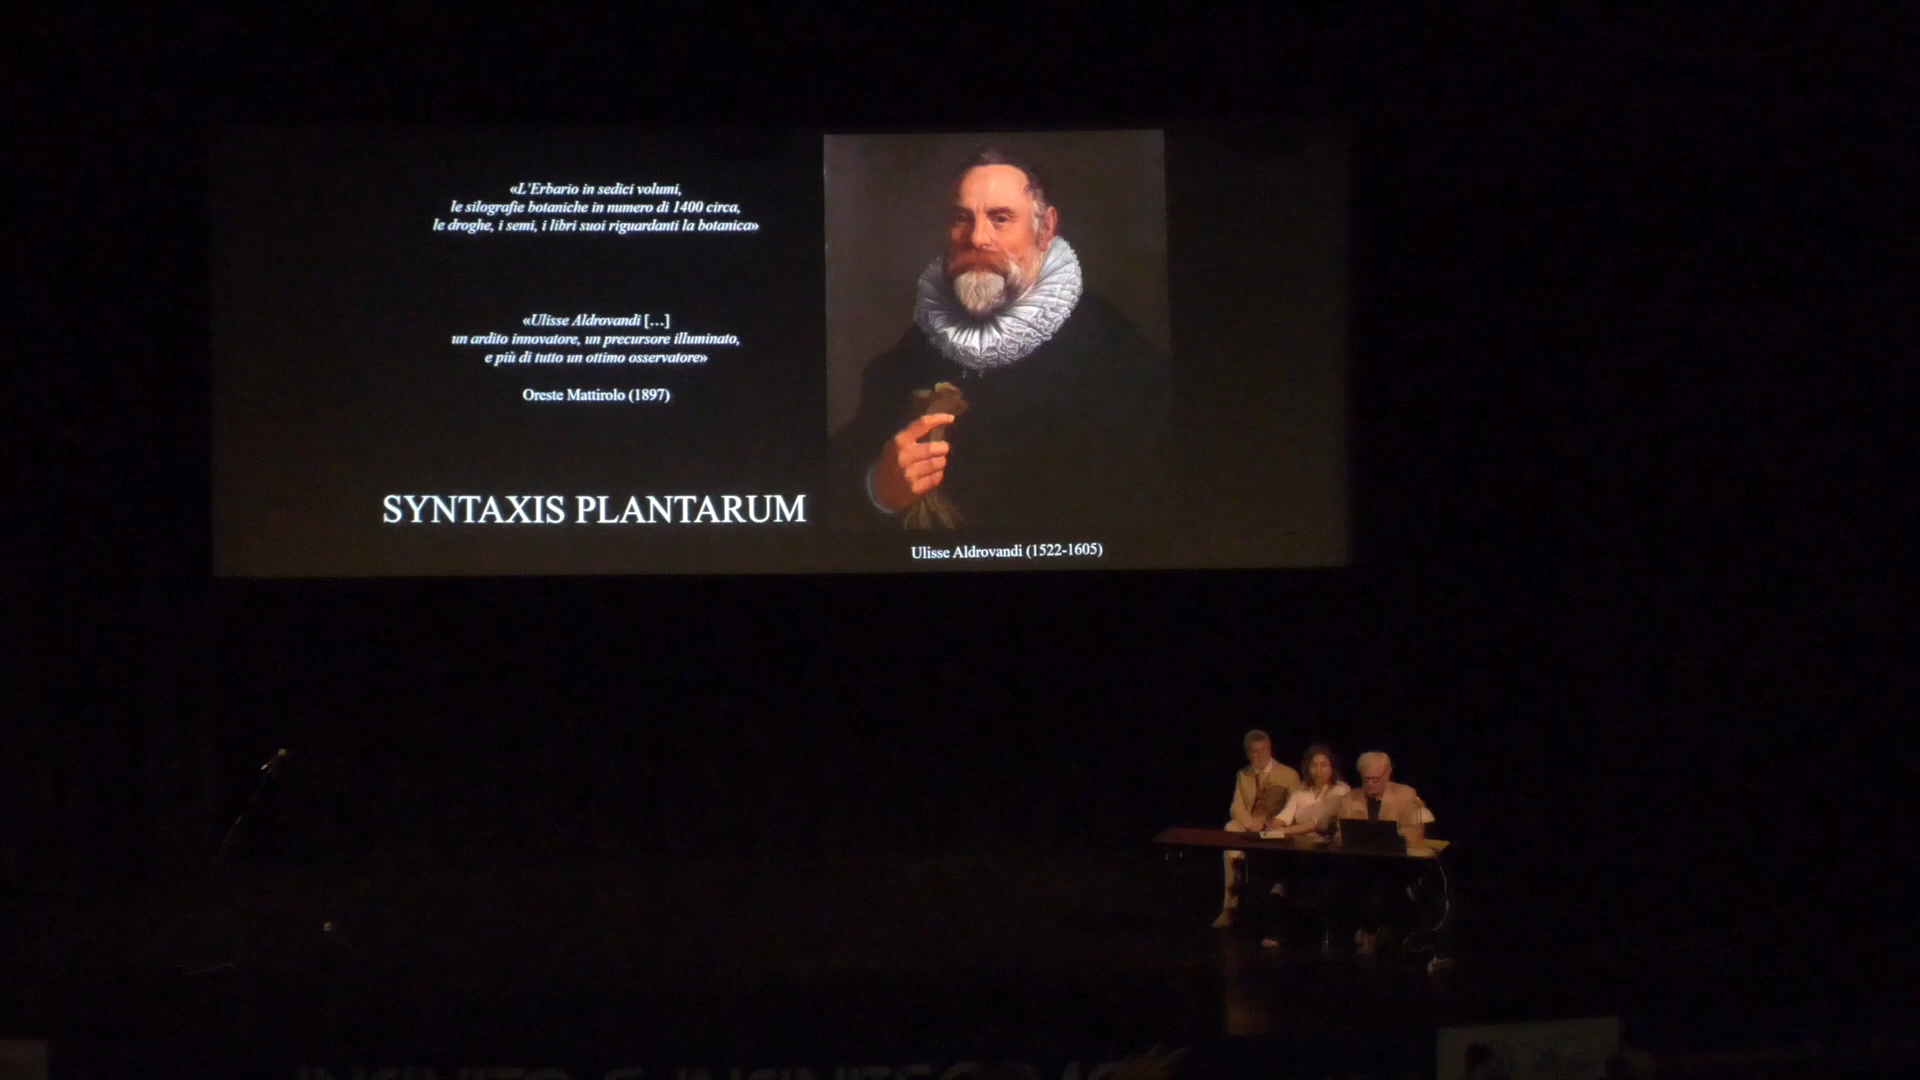 «L'Erbario in sedici volumi,
le silografie botaniche in numero di 1400 circa,
le droghe, i semi, i libri suoi riguardanti la botanica»
«Ulisse Aldrovandi [...]
un ardito innovatore, un precursore illuminato,
e più di tutto un ottimo osservatore»
Oreste Mattirolo (1897)
SYNTAXIS PLANTARUM
Ulisse Aldrovandi (1522-1605)